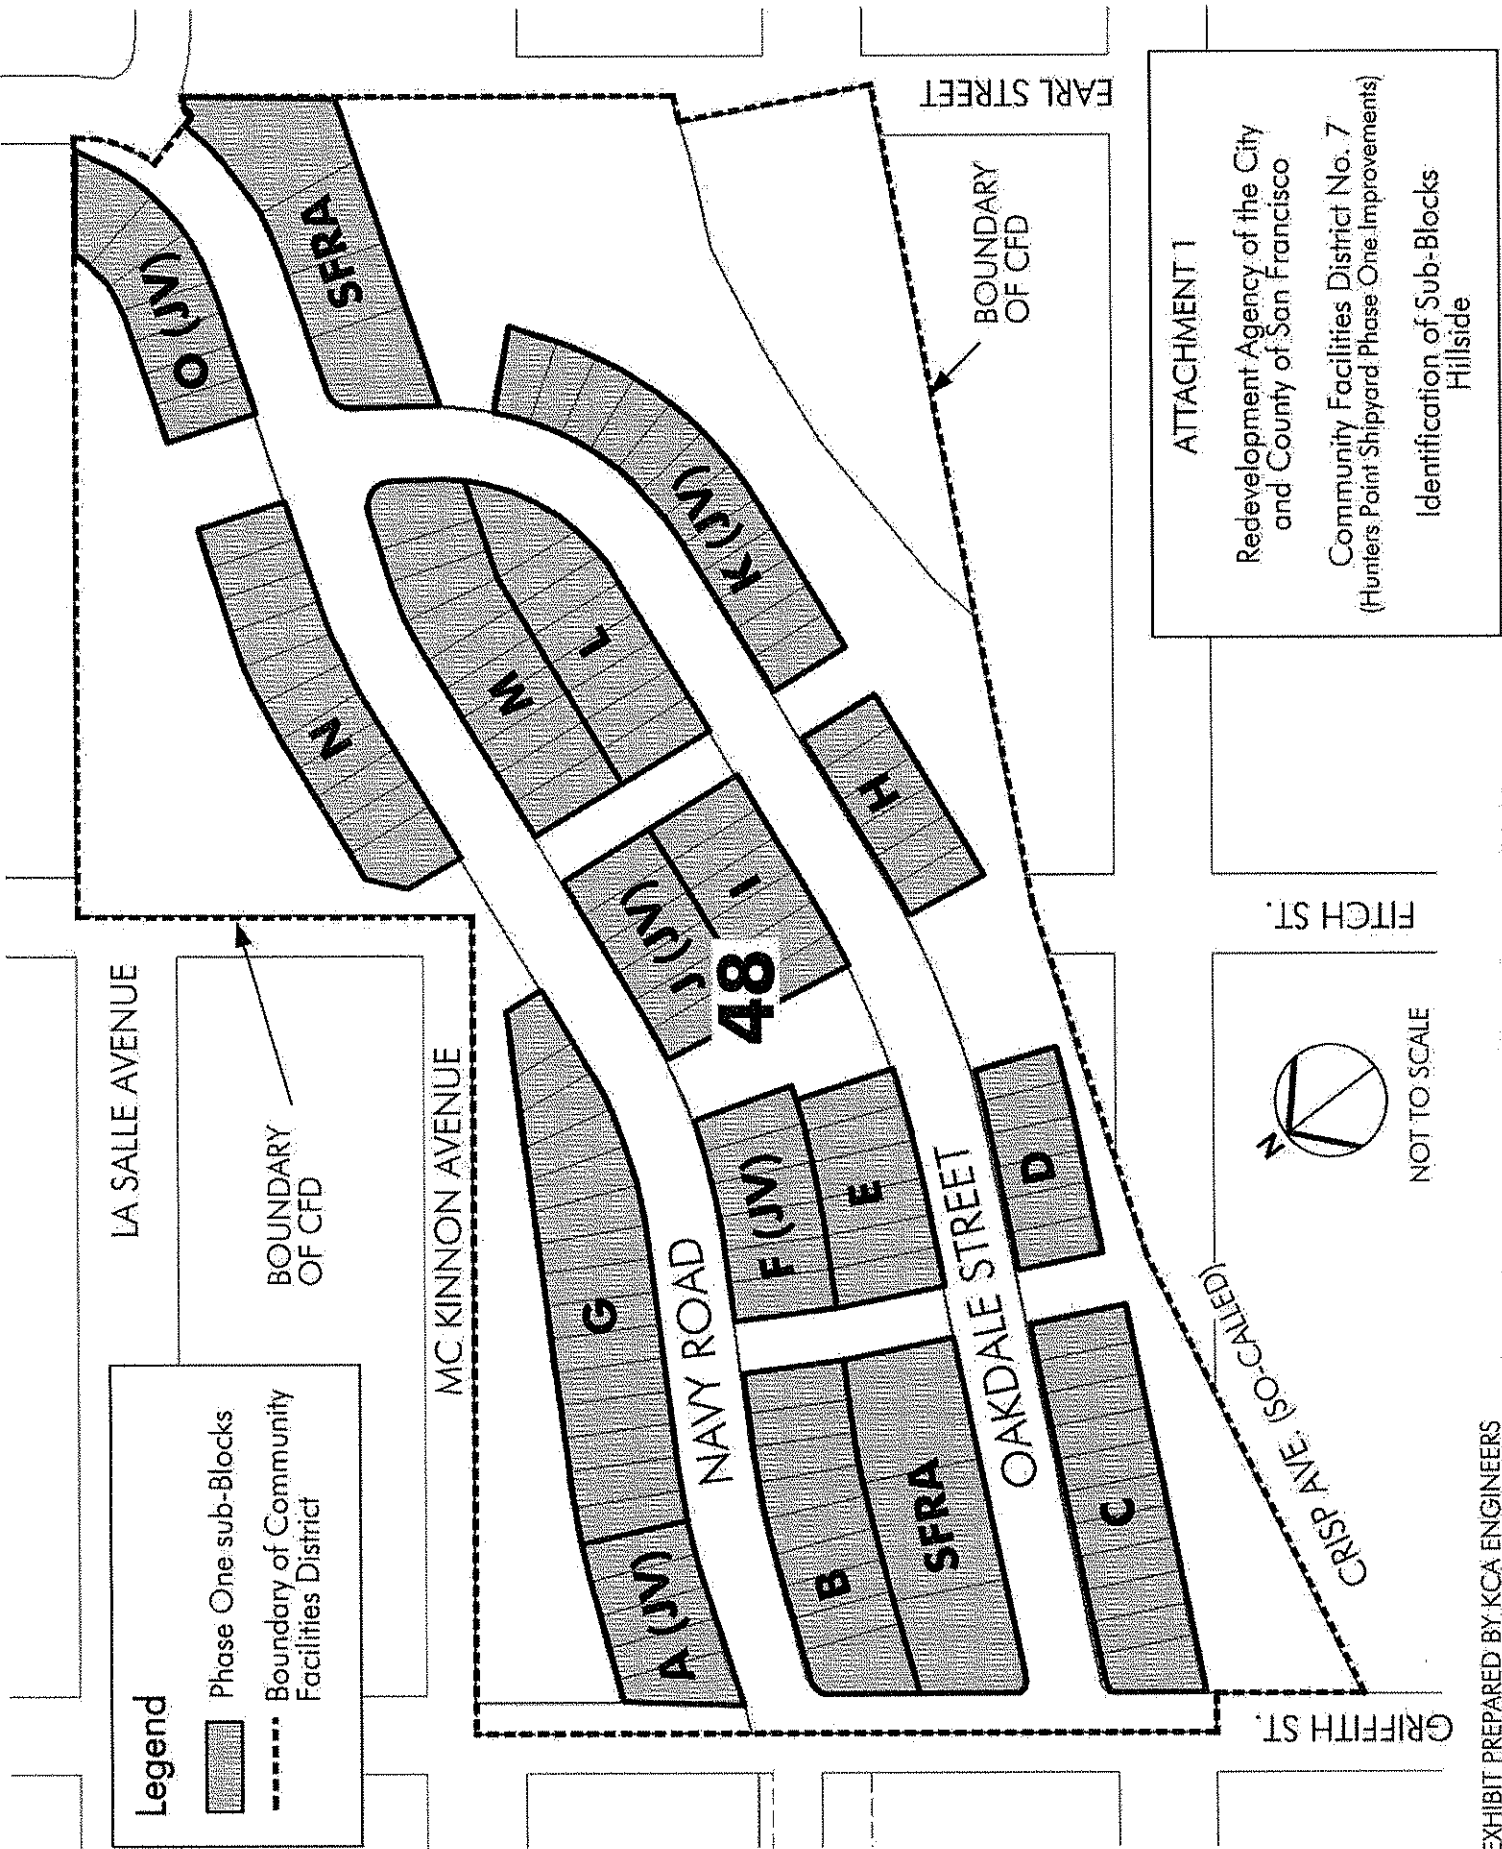 Legend
Phase One sub-Blocks
Boundary of Community
Facilities District
LA SALLE AVENUE
BOUNDARY
OF CFD
MC KINNON AVENUE
O (JV)
SFRA
N
M
L
K (JV)
J (JV)
I
H
48
G
F (JV)
E
D
A (JV)
B
SFRA
C
NAVY ROAD
OAKDALE STREET
CRISP AVE. (SO-CALLED)
GRIFFITH ST.
FITCH ST.
EARL STREET
BOUNDARY
OF CFD
N
NOT TO SCALE
ATTACHMENT 1
Redevelopment Agency of the City
and County of San Francisco
Community Facilities District No. 7
(Hunters Point Shipyard Phase One Improvements)
Identification of Sub-Blocks
Hillside
EXHIBIT PREPARED BY KCA ENGINEERS